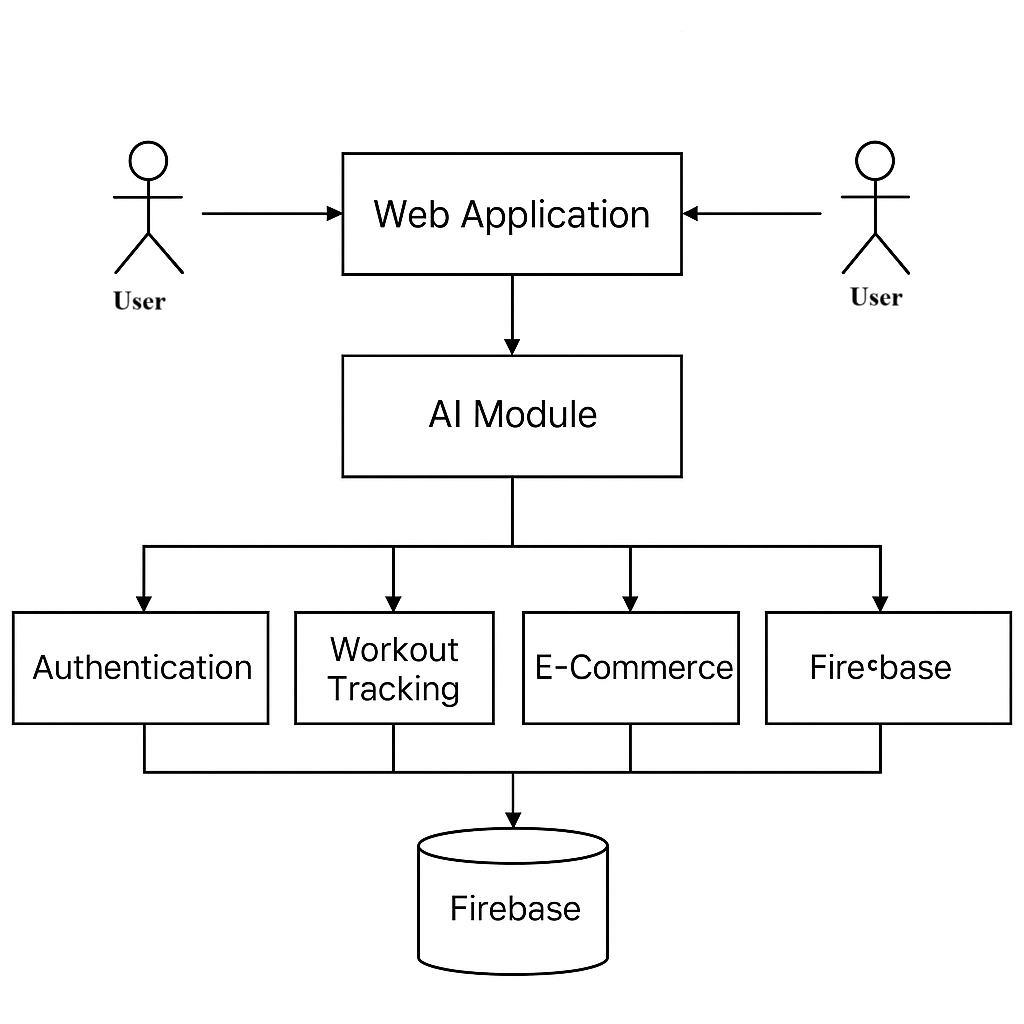 Web Application
User
User
AI Module
Authentication
Workout
Tracking
E-Commerce
Fireᶜbase
Firebase